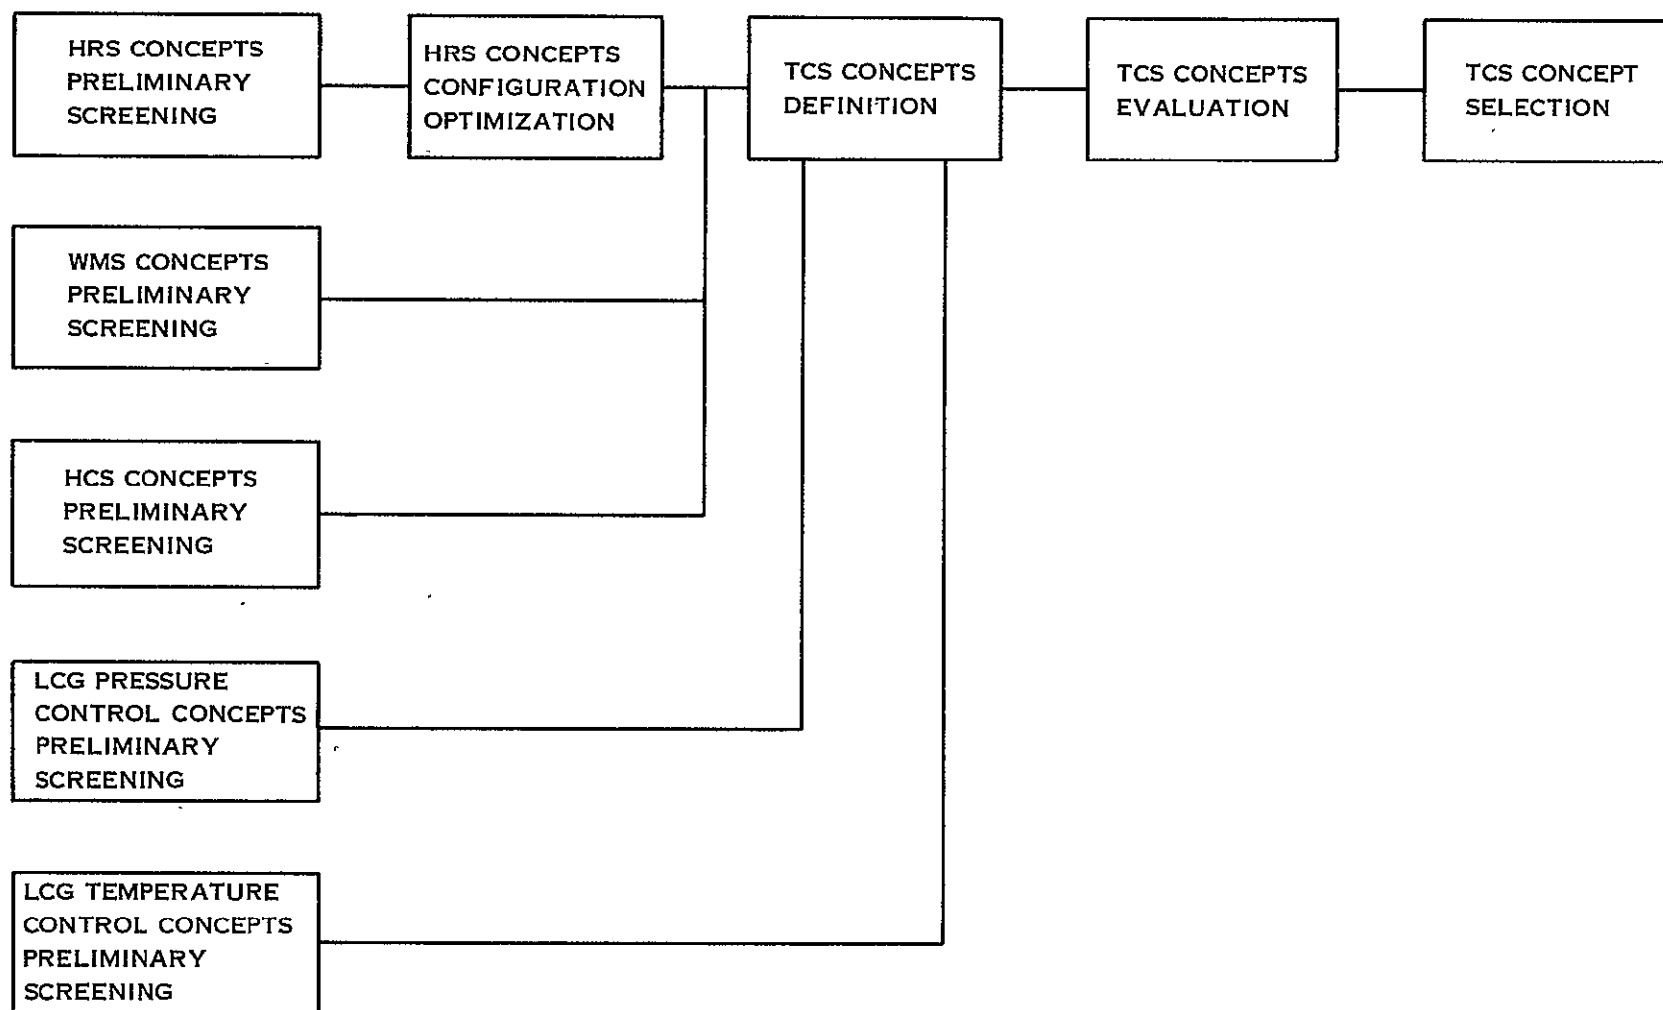 HRS CONCEPTS
PRELIMINARY
SCREENING
HRS CONCEPTS
CONFIGURATION
OPTIMIZATION
TCS CONCEPTS
DEFINITION
TCS CONCEPTS
EVALUATION
TCS CONCEPT
SELECTION
WMS CONCEPTS
PRELIMINARY
SCREENING
HCS CONCEPTS
PRELIMINARY
SCREENING
LCG PRESSURE
CONTROL CONCEPTS
PRELIMINARY
SCREENING
LCG TEMPERATURE
CONTROL CONCEPTS
PRELIMINARY
SCREENING